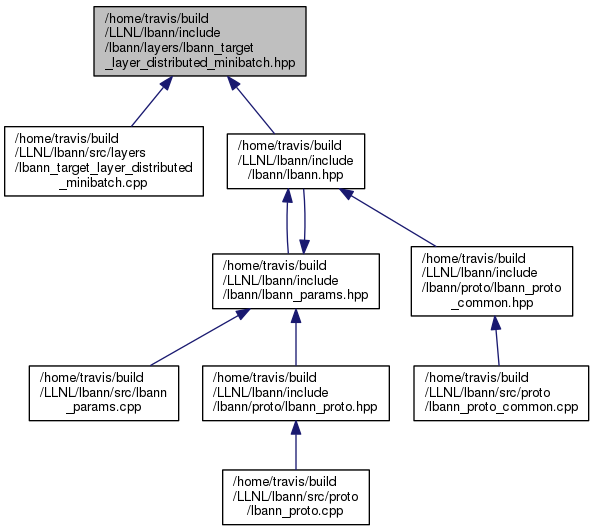 /home/travis/build
/LLNL/lbann/include
/lbann/layers/lbann_target
_layer_distributed_minibatch.hpp
/home/travis/build
/LLNL/lbann/src/layers
/lbann_target_layer_distributed
_minibatch.cpp
/home/travis/build
/LLNL/lbann/include
/lbann/lbann.hpp
/home/travis/build
/LLNL/lbann/include
/lbann/lbann_params.hpp
/home/travis/build
/LLNL/lbann/include
/lbann/proto/lbann_proto
_common.hpp
/home/travis/build
/LLNL/lbann/src/lbann
_params.cpp
/home/travis/build
/LLNL/lbann/include
/lbann/proto/lbann_proto.hpp
/home/travis/build
/LLNL/lbann/src/proto
/lbann_proto_common.cpp
/home/travis/build
/LLNL/lbann/src/proto
/lbann_proto.cpp